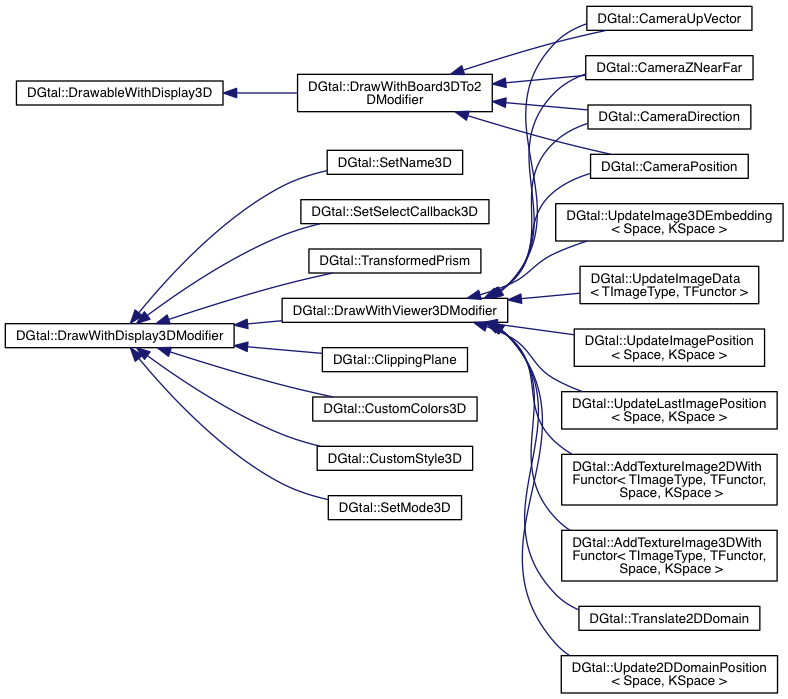 DGtal::CameraUpVector
DGtal::CameraZNearFar
DGtal::DrawableWithDisplay3D
DGtal::DrawWithBoard3DTo2
DModifier
DGtal::CameraDirection
DGtal::CameraPosition
DGtal::SetName3D
DGtal::SetSelectCallback3D
DGtal::UpdateImage3DEmbedding
< Space, KSpace >
DGtal::TransformedPrism
DGtal::UpdateImageData
< TImageType, TFunctor >
DGtal::DrawWithViewer3DModifier
DGtal::DrawWithDisplay3DModifier
DGtal::UpdateImagePosition
< Space, KSpace >
DGtal::ClippingPlane
DGtal::CustomColors3D
DGtal::UpdateLastImagePosition
< Space, KSpace >
DGtal::CustomStyle3D
DGtal::AddTextureImage2DWith
Functor< TImageType, TFunctor,
Space, KSpace >
DGtal::SetMode3D
DGtal::AddTextureImage3DWith
Functor< TImageType, TFunctor,
Space, KSpace >
DGtal::Translate2DDomain
DGtal::Update2DDomainPosition
< Space, KSpace >